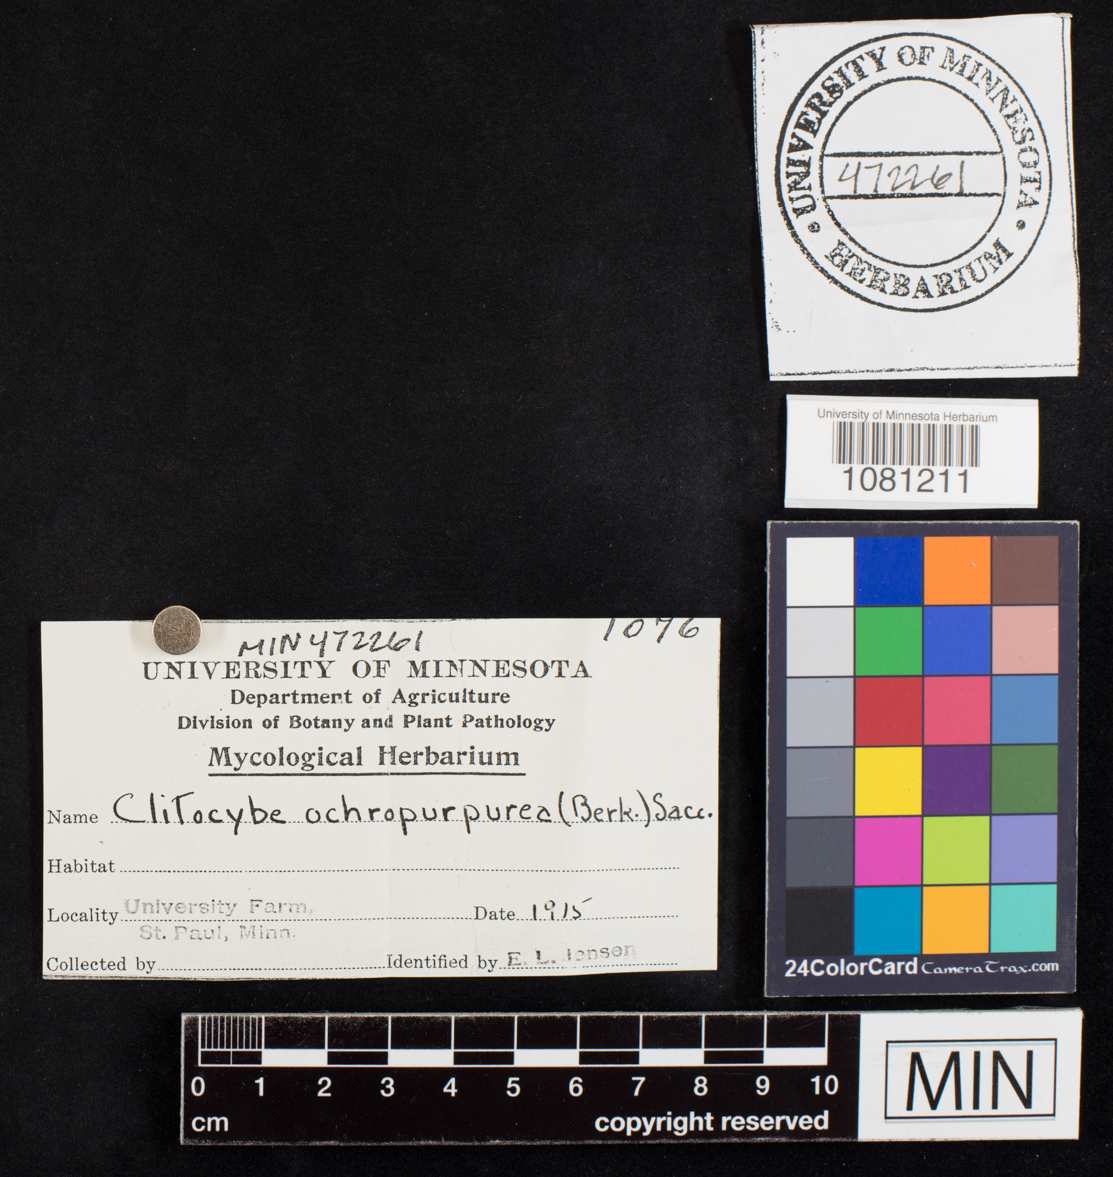 UNIVERSITY OF MINNESOTA
472261
HERBARIUM
University of Minnesota Herbarium
1081211
MIN 472261
1076
UNIVERSITY OF MINNESOTA
Department of Agriculture
Division of Botany and Plant Pathology
Mycological Herbarium
Name Clitocybe ochropurpurea (Berk.) Sacc.
Habitat
Locality University Farm, Date 1915
St. Paul, Minn.
Collected by Identified by E. L. Jensen
24ColorCard CameraTrax.com
0 1 2 3 4 5 6 7 8 9 10
cm copyright reserved
MIN